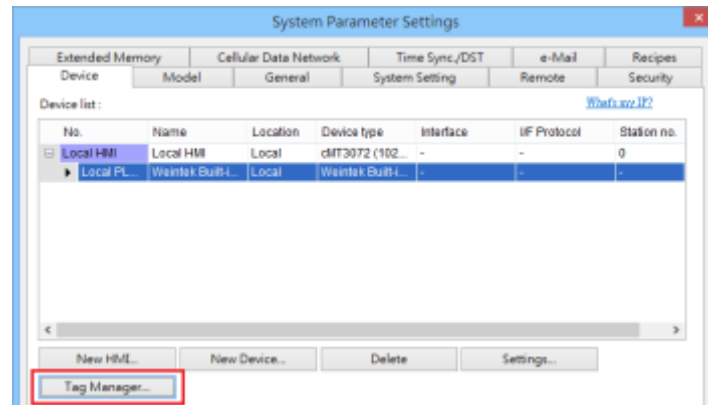 System Parameter Settings
Extended Memory Cellular Data Network Time Sync./DST e-Mail Recipes
Device Model General System Setting Remote Security
Device list : What's my IP?
No. Name Location Device type Interface I/F Protocol Station no.
Local HMI Local HMI Local cMT3072 (102... - - 0
Local PL... Weintek Built-i... Local Weintek Built-i... - - -
New HMI... New Device... Delete Settings...
Tag Manager...